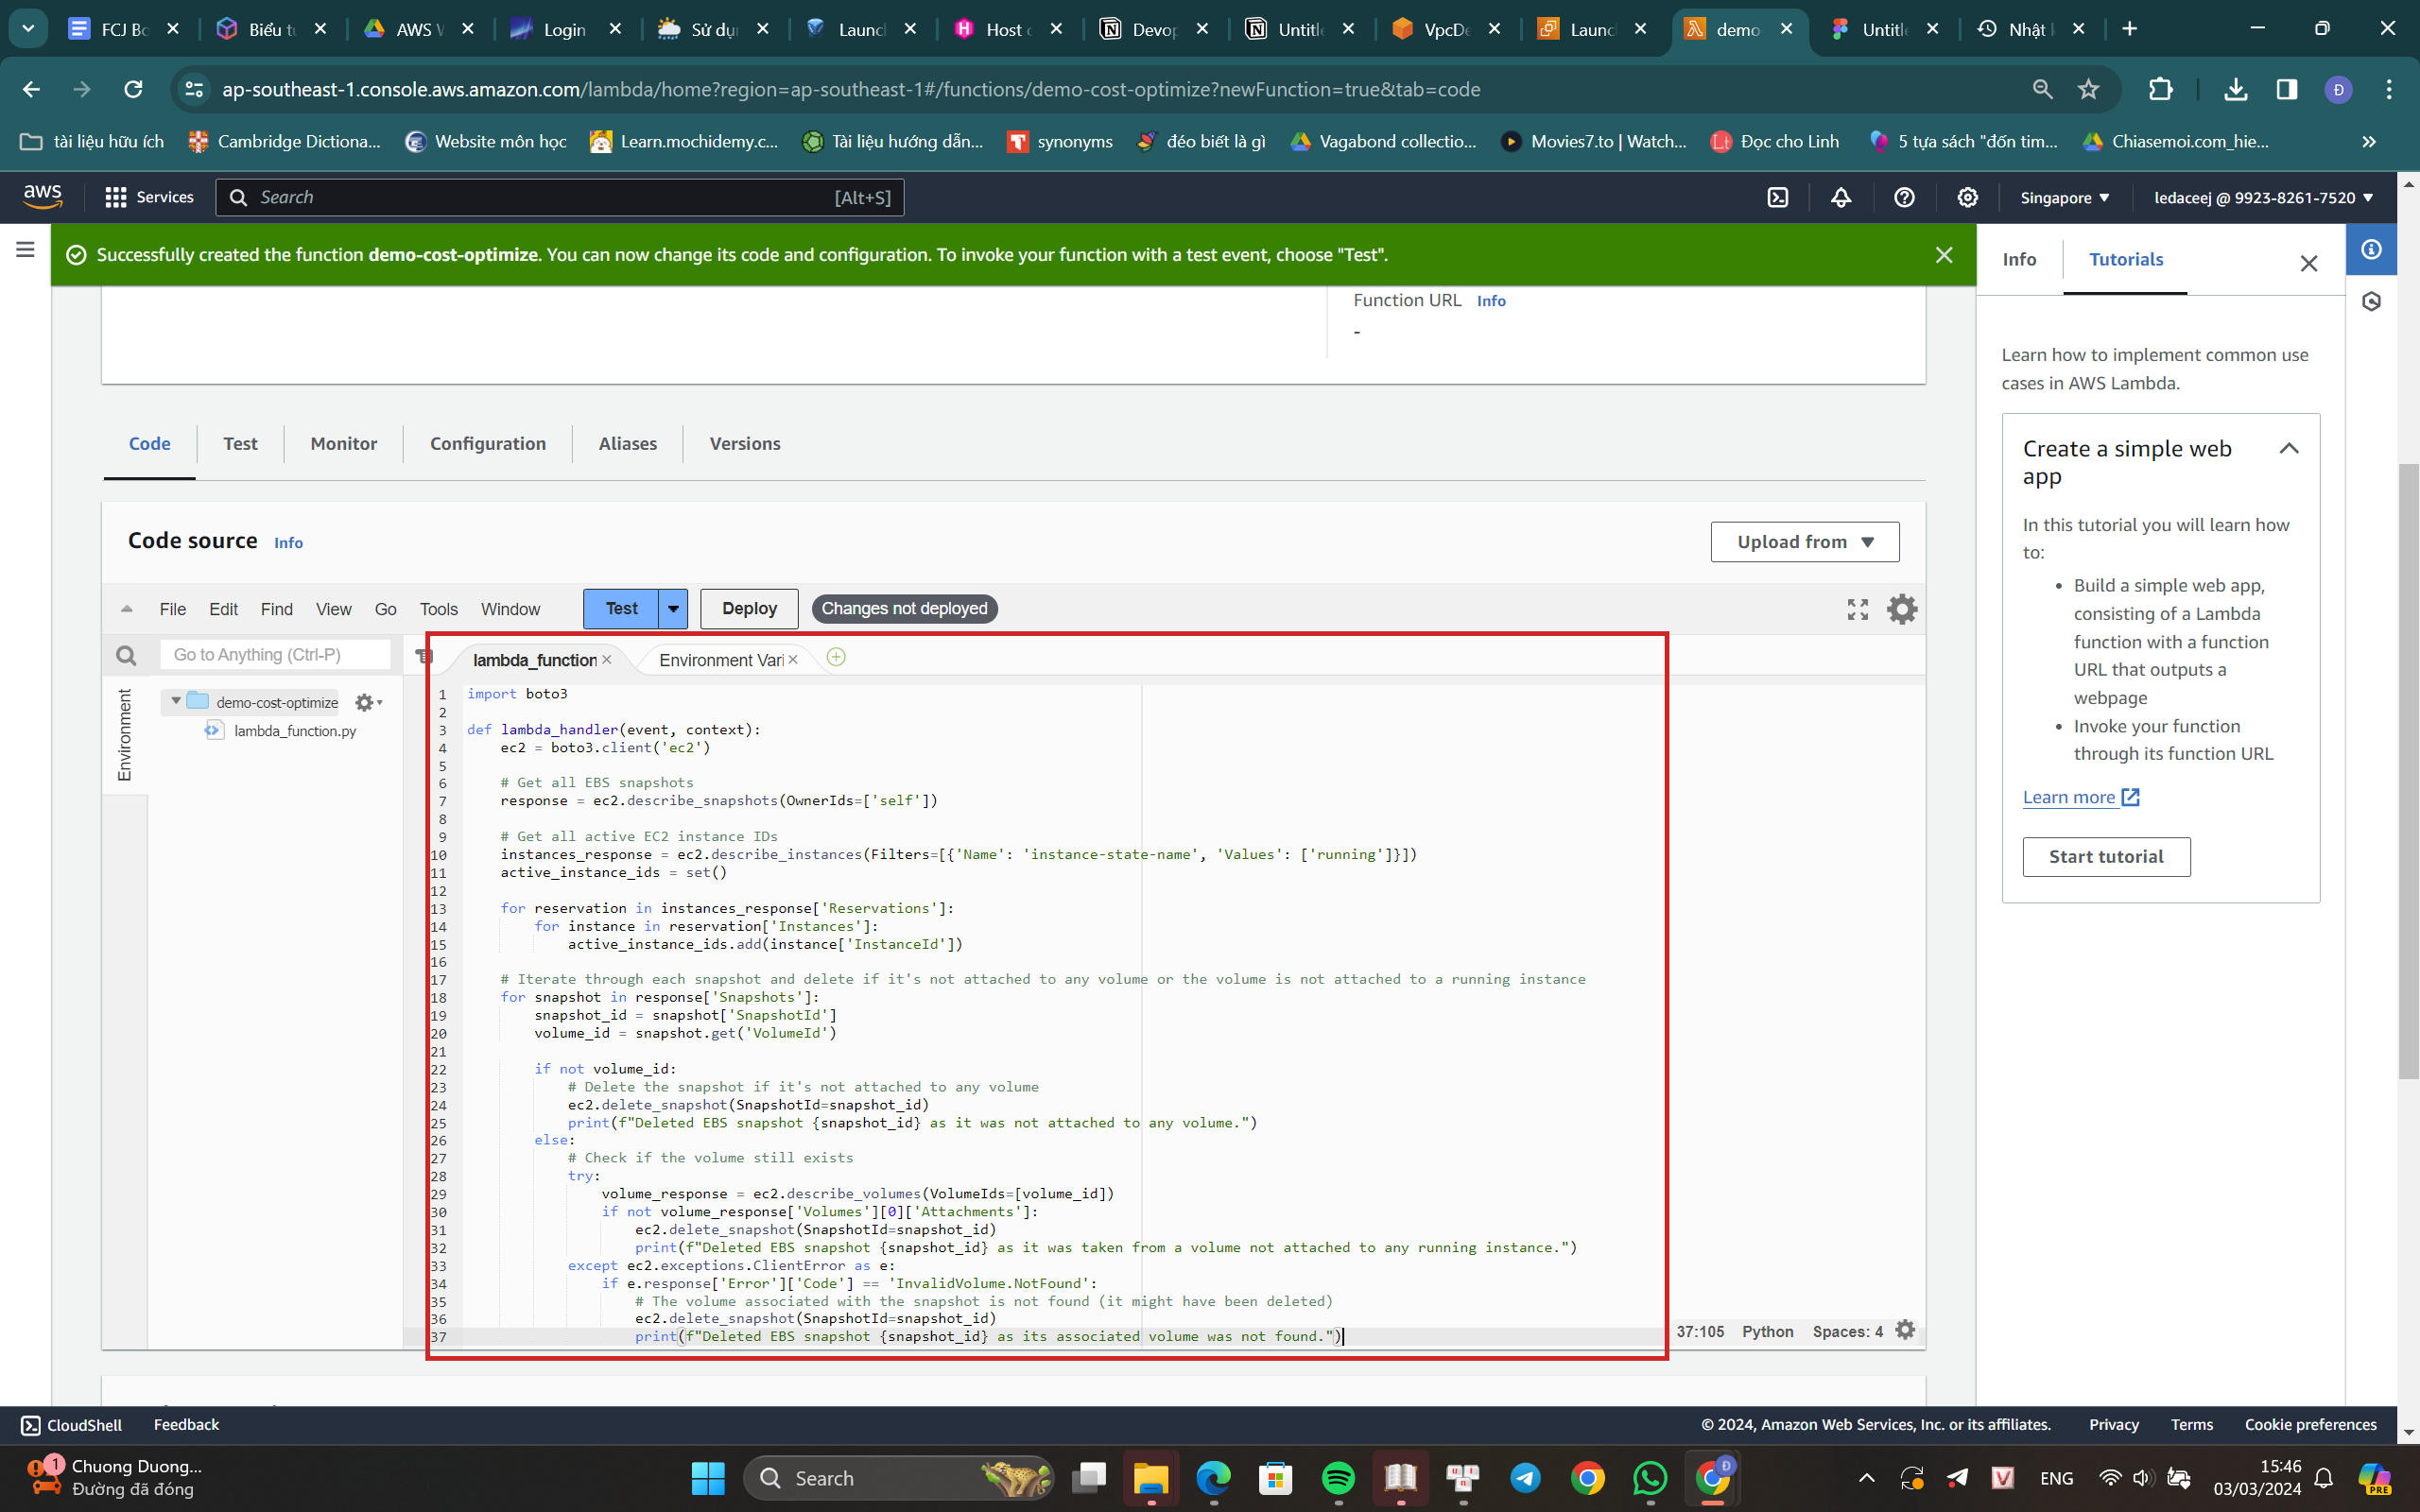 FCJ Bo
Biểu tư
AWS V
Login
Sử dụn
Launc
Host c
Devop
Untitle
VpcDe
Launc
demo
Untitle
Nhật k
ap-southeast-1.console.aws.amazon.com/lambda/home?region=ap-southeast-1#/functions/demo-cost-optimize?newFunction=true&tab=code
Đ
tài liệu hữu ích
Cambridge Dictiona...
Website môn học
Learn.mochidemy.c...
Tài liệu hướng dẫn...
synonyms
đéo biết là gì
Vagabond collectio...
Movies7.to | Watch...
Đọc cho Linh
5 tựa sách "đốn tim...
Chiasemoi.com_hie...
aws
Services
Search
[Alt+S]
Singapore
ledaceej @ 9923-8261-7520
Successfully created the function demo-cost-optimize. You can now change its code and configuration. To invoke your function with a test event, choose "Test".
Function URL Info
-
Code
Test
Monitor
Configuration
Aliases
Versions
Code source Info
Upload from
File Edit Find View Go Tools Window
Test
Deploy
Changes not deployed
Go to Anything (Ctrl-P)
Environment
demo-cost-optimize
lambda_function.py
lambda_function
Environment Vari
1 import boto3
2
3 def lambda_handler(event, context):
4     ec2 = boto3.client('ec2')
5
6     # Get all EBS snapshots
7     response = ec2.describe_snapshots(OwnerIds=['self'])
8
9     # Get all active EC2 instance IDs
10     instances_response = ec2.describe_instances(Filters=[{'Name': 'instance-state-name', 'Values': ['running']}])
11     active_instance_ids = set()
12
13     for reservation in instances_response['Reservations']:
14         for instance in reservation['Instances']:
15             active_instance_ids.add(instance['InstanceId'])
16
17     # Iterate through each snapshot and delete if it's not attached to any volume or the volume is not attached to a running instance
18     for snapshot in response['Snapshots']:
19         snapshot_id = snapshot['SnapshotId']
20         volume_id = snapshot.get('VolumeId')
21
22         if not volume_id:
23             # Delete the snapshot if it's not attached to any volume
24             ec2.delete_snapshot(SnapshotId=snapshot_id)
25             print(f"Deleted EBS snapshot {snapshot_id} as it was not attached to any volume.")
26         else:
27             # Check if the volume still exists
28             try:
29                 volume_response = ec2.describe_volumes(VolumeIds=[volume_id])
30                 if not volume_response['Volumes'][0]['Attachments']:
31                     ec2.delete_snapshot(SnapshotId=snapshot_id)
32                     print(f"Deleted EBS snapshot {snapshot_id} as it was taken from a volume not attached to any running instance.")
33             except ec2.exceptions.ClientError as e:
34                 if e.response['Error']['Code'] == 'InvalidVolume.NotFound':
35                     # The volume associated with the snapshot is not found (it might have been deleted)
36                     ec2.delete_snapshot(SnapshotId=snapshot_id)
37                     print(f"Deleted EBS snapshot {snapshot_id} as its associated volume was not found.")
37:105 Python Spaces: 4
Info
Tutorials
Learn how to implement common use
cases in AWS Lambda.
Create a simple web
app
In this tutorial you will learn how
to:
• Build a simple web app,
consisting of a Lambda
function with a function
URL that outputs a
webpage
• Invoke your function
through its function URL
Learn more
Start tutorial
CloudShell
Feedback
© 2024, Amazon Web Services, Inc. or its affiliates.
Privacy
Terms
Cookie preferences
1
Chuong Duong...
Đường đã đóng
Search
Đ
ENG
15:46
03/03/2024
PRE